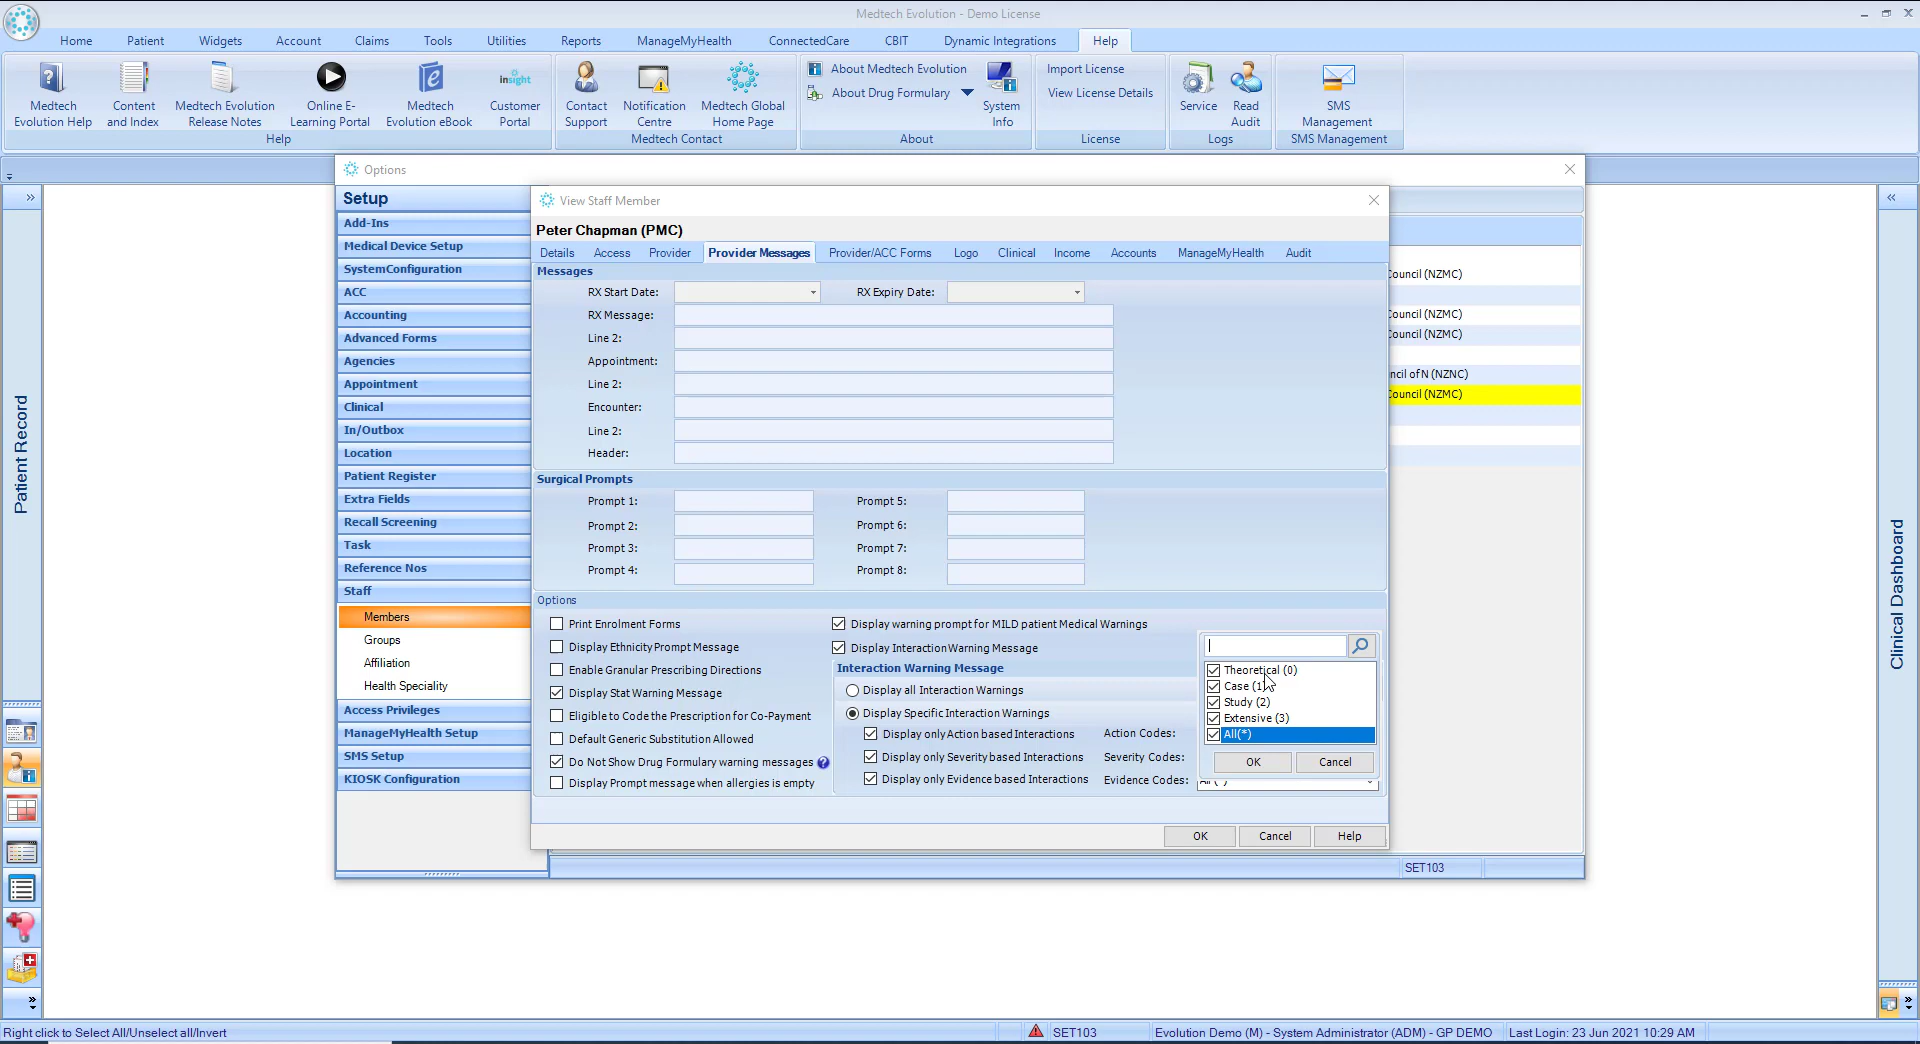 Medtech Evolution - Demo License
Home Patient Widgets Account Claims Tools Utilities Reports ManageMyHealth ConnectedCare CBIT Dynamic Integrations Help
Medtech Evolution Help
Content and Index
Medtech Evolution Release Notes
Online E-Learning Portal
Medtech Evolution eBook
insight
Customer Portal
Help
Contact Support
Notification Centre
Medtech Global Home Page
Medtech Contact
About Medtech Evolution
About Drug Formulary
System Info
About
Import License
View License Details
License
Service
Read Audit
Logs
SMS Management
SMS Management
Patient Record
Clinical Dashboard
Options
Setup
Add-Ins
Medical Device Setup
SystemConfiguration
ACC
Accounting
Advanced Forms
Agencies
Appointment
Clinical
In/Outbox
Location
Patient Register
Extra Fields
Recall Screening
Task
Reference Nos
Staff
Members
Groups
Affiliation
Health Speciality
Access Privileges
ManageMyHealth Setup
SMS Setup
KIOSK Configuration
View Staff Member
Peter Chapman (PMC)
Details Access Provider Provider Messages Provider/ACC Forms Logo Clinical Income Accounts ManageMyHealth Audit
Messages
RX Start Date: RX Expiry Date:
RX Message:
Line 2:
Appointment:
Line 2:
Encounter:
Line 2:
Header:
Surgical Prompts
Prompt 1: Prompt 5:
Prompt 2: Prompt 6:
Prompt 3: Prompt 7:
Prompt 4: Prompt 8:
Options
Print Enrolment Forms
Display Ethnicity Prompt Message
Enable Granular Prescribing Directions
Display Stat Warning Message
Eligible to Code the Prescription for Co-Payment
Default Generic Substitution Allowed
Do Not Show Drug Formulary warning messages
Display Prompt message when allergies is empty
Display warning prompt for MILD patient Medical Warnings
Display Interaction Warning Message
Interaction Warning Message
Display all Interaction Warnings
Display Specific Interaction Warnings
Display only Action based Interactions Action Codes:
Display only Severity based Interactions Severity Codes:
Display only Evidence based Interactions Evidence Codes:
Theoretical (0)
Case (1)
Study (2)
Extensive (3)
All(*)
OK Cancel
OK Cancel Help
Council (NZMC)
Council (NZMC)
Council (NZMC)
ncil of N (NZNC)
Council (NZMC)
SET103
Right click to Select All/Unselect all/Invert
SET103
Evolution Demo (M) - System Administrator (ADM) - GP DEMO
Last Login: 23 Jun 2021 10:29 AM